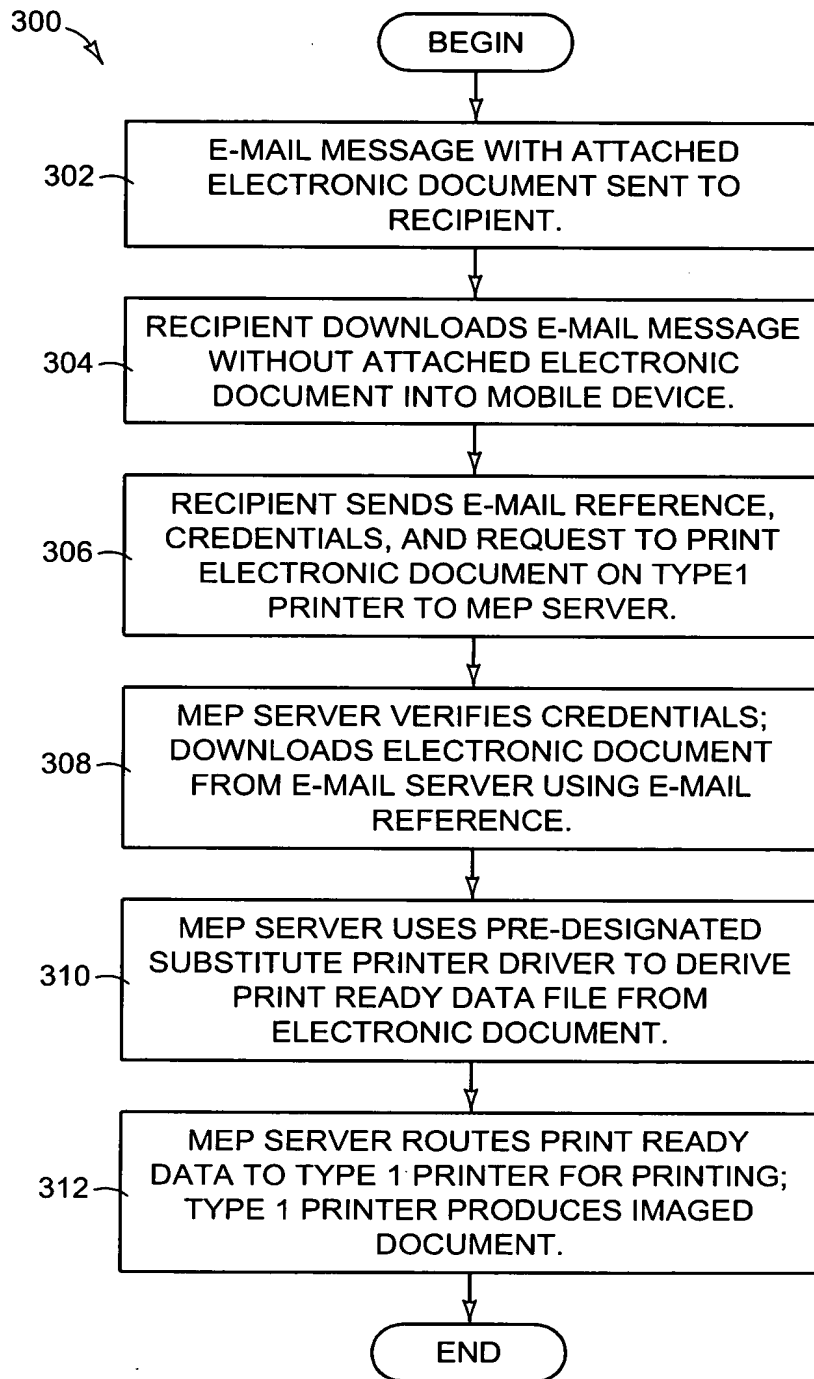 300
BEGIN
302
E-MAIL MESSAGE WITH ATTACHED
ELECTRONIC DOCUMENT SENT TO
RECIPIENT.
304
RECIPIENT DOWNLOADS E-MAIL MESSAGE
WITHOUT ATTACHED ELECTRONIC
DOCUMENT INTO MOBILE DEVICE.
306
RECIPIENT SENDS E-MAIL REFERENCE,
CREDENTIALS, AND REQUEST TO PRINT
ELECTRONIC DOCUMENT ON TYPE1
PRINTER TO MEP SERVER.
308
MEP SERVER VERIFIES CREDENTIALS;
DOWNLOADS ELECTRONIC DOCUMENT
FROM E-MAIL SERVER USING E-MAIL
REFERENCE.
310
MEP SERVER USES PRE-DESIGNATED
SUBSTITUTE PRINTER DRIVER TO DERIVE
PRINT READY DATA FILE FROM
ELECTRONIC DOCUMENT.
312
MEP SERVER ROUTES PRINT READY
DATA TO TYPE 1 PRINTER FOR PRINTING;
TYPE 1 PRINTER PRODUCES IMAGED
DOCUMENT.
END